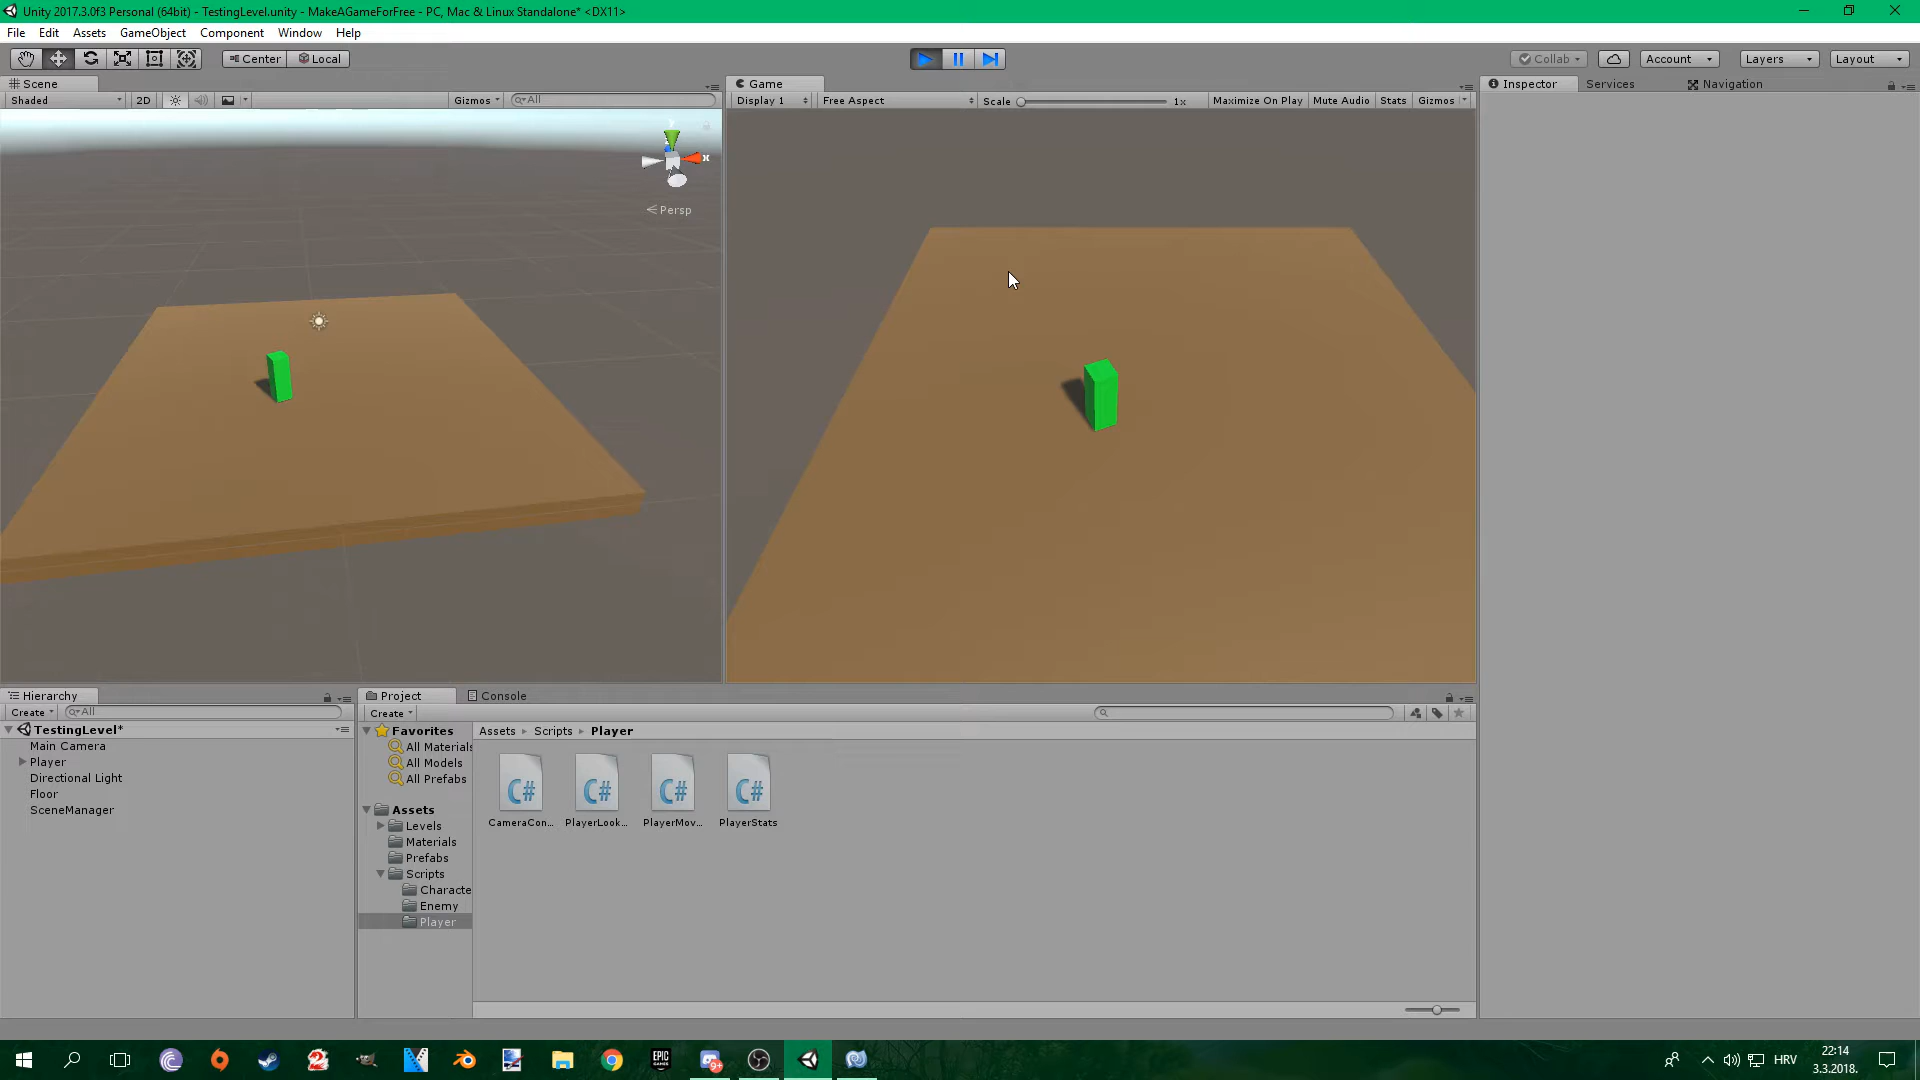 Unity 2017.3.0f3 Personal (64bit) - TestingLevel.unity - MakeAGameForFree - PC, Mac & Linux Standalone* <DX11>
File Edit Assets GameObject Component Window Help
Center Local Collab Account Layers Layout
Scene Game Inspector Services Navigation
Shaded 2D Gizmos All Display 1 Free Aspect Scale 1x Maximize On Play Mute Audio Stats Gizmos
x
Persp
Hierarchy Project Console
Create All Create
TestingLevel*
Main Camera
Player
Directional Light
Floor
SceneManager
Favorites
All Materials
All Models
All Prefabs
Assets
Levels
Materials
Prefabs
Scripts
Characte
Enemy
Player
Assets Scripts Player
C# C# C# C#
CameraCon... PlayerLook... PlayerMov... PlayerStats
EPIC GAMES
9+
HRV
22:14
3.3.2018.